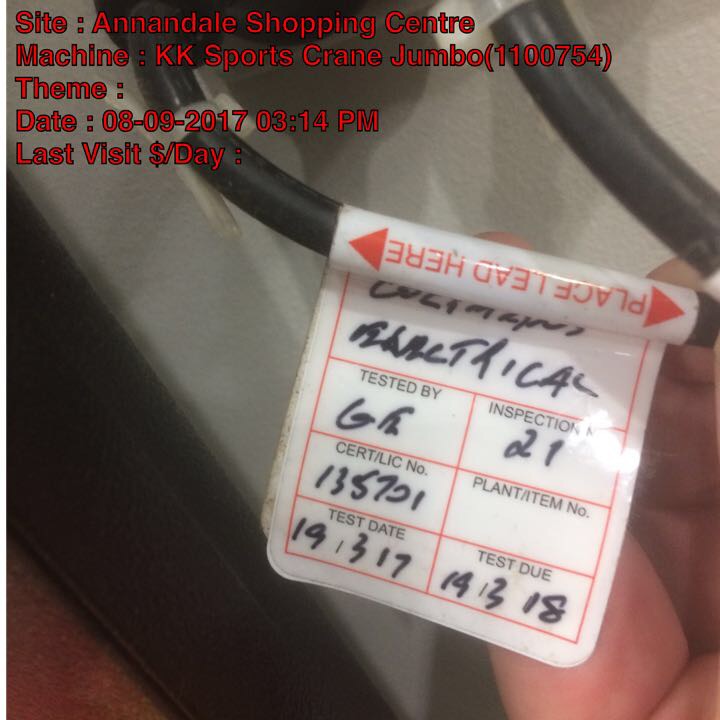 Site : Annandale Shopping Centre
Machine : KK Sports Crane Jumbo(1100754)
Theme :
Date : 08-09-2017 03:14 PM
Last Visit $/Day :
PLACE LEAD HERE
ELECTRICAL
TESTED BY
INSPECTION
21
CERT/LIC No.
135701
PLANT/ITEM No.
TEST DATE
19.3.17
TEST DUE
19.3.18